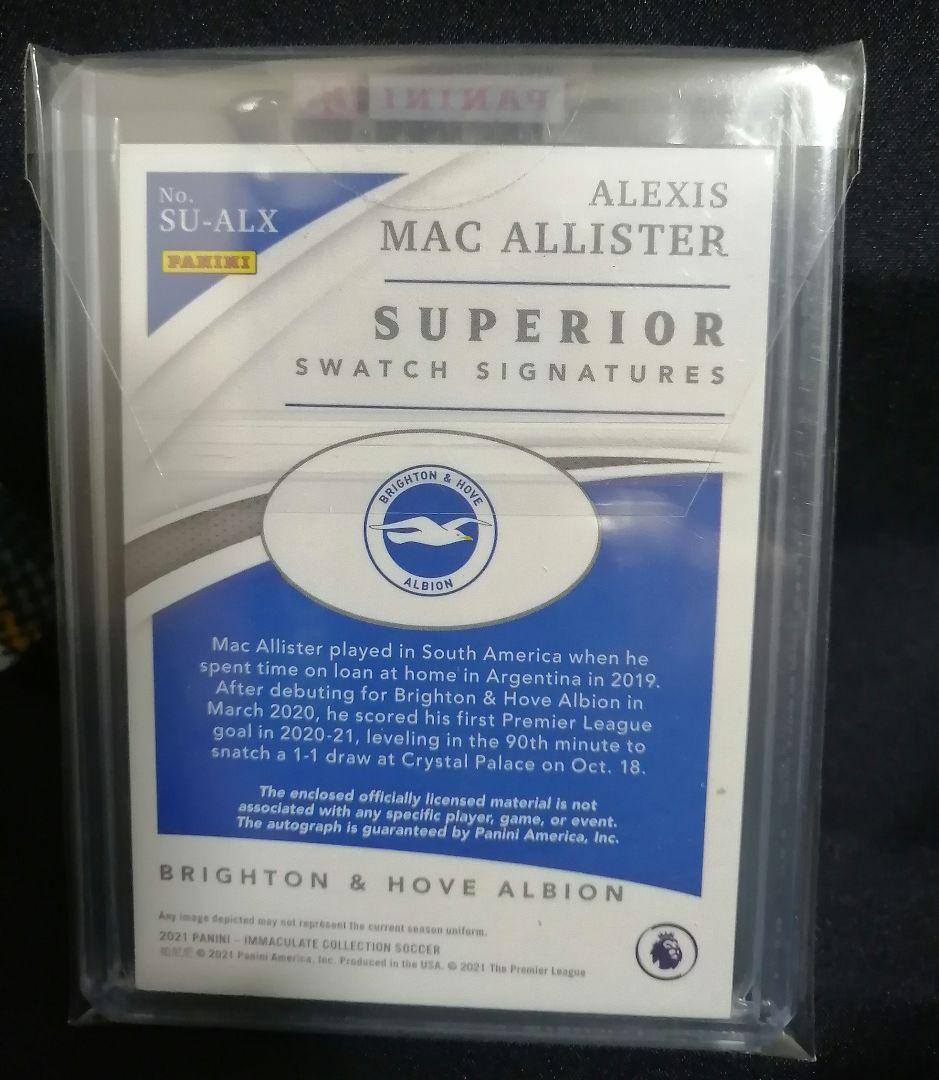 PANINI
No.
SU-ALX
PANINI
ALEXIS
MAC ALLISTER
SUPERIOR
SWATCH SIGNATURES
BRIGHTON & HOVE
ALBION
Mac Allister played in South America when he
spent time on loan at home in Argentina in 2019.
After debuting for Brighton & Hove Albion in
March 2020, he scored his first Premier League
goal in 2020-21, leveling in the 90th minute to
snatch a 1-1 draw at Crystal Palace on Oct. 18.
The enclosed officially licensed material is not
associated with any specific player, game, or event.
The autograph is guaranteed by Panini America, Inc.
BRIGHTON & HOVE ALBION
Any image depicted may not represent the current season uniform.
2021 PANINI – IMMACULATE COLLECTION SOCCER
帕尼尼 © 2021 Panini America, Inc. Produced in the USA. © 2021 The Premier League